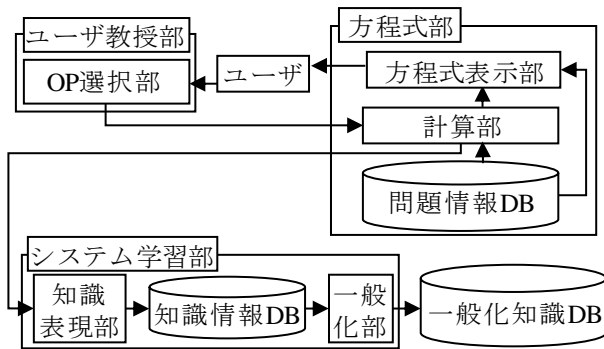 ユーザ教授部
方程式部
OP選択部
ユーザ
方程式表示部
計算部
問題情報DB
システム学習部
知識
表現部
知識情報DB
一般
化部
一般化知識DB